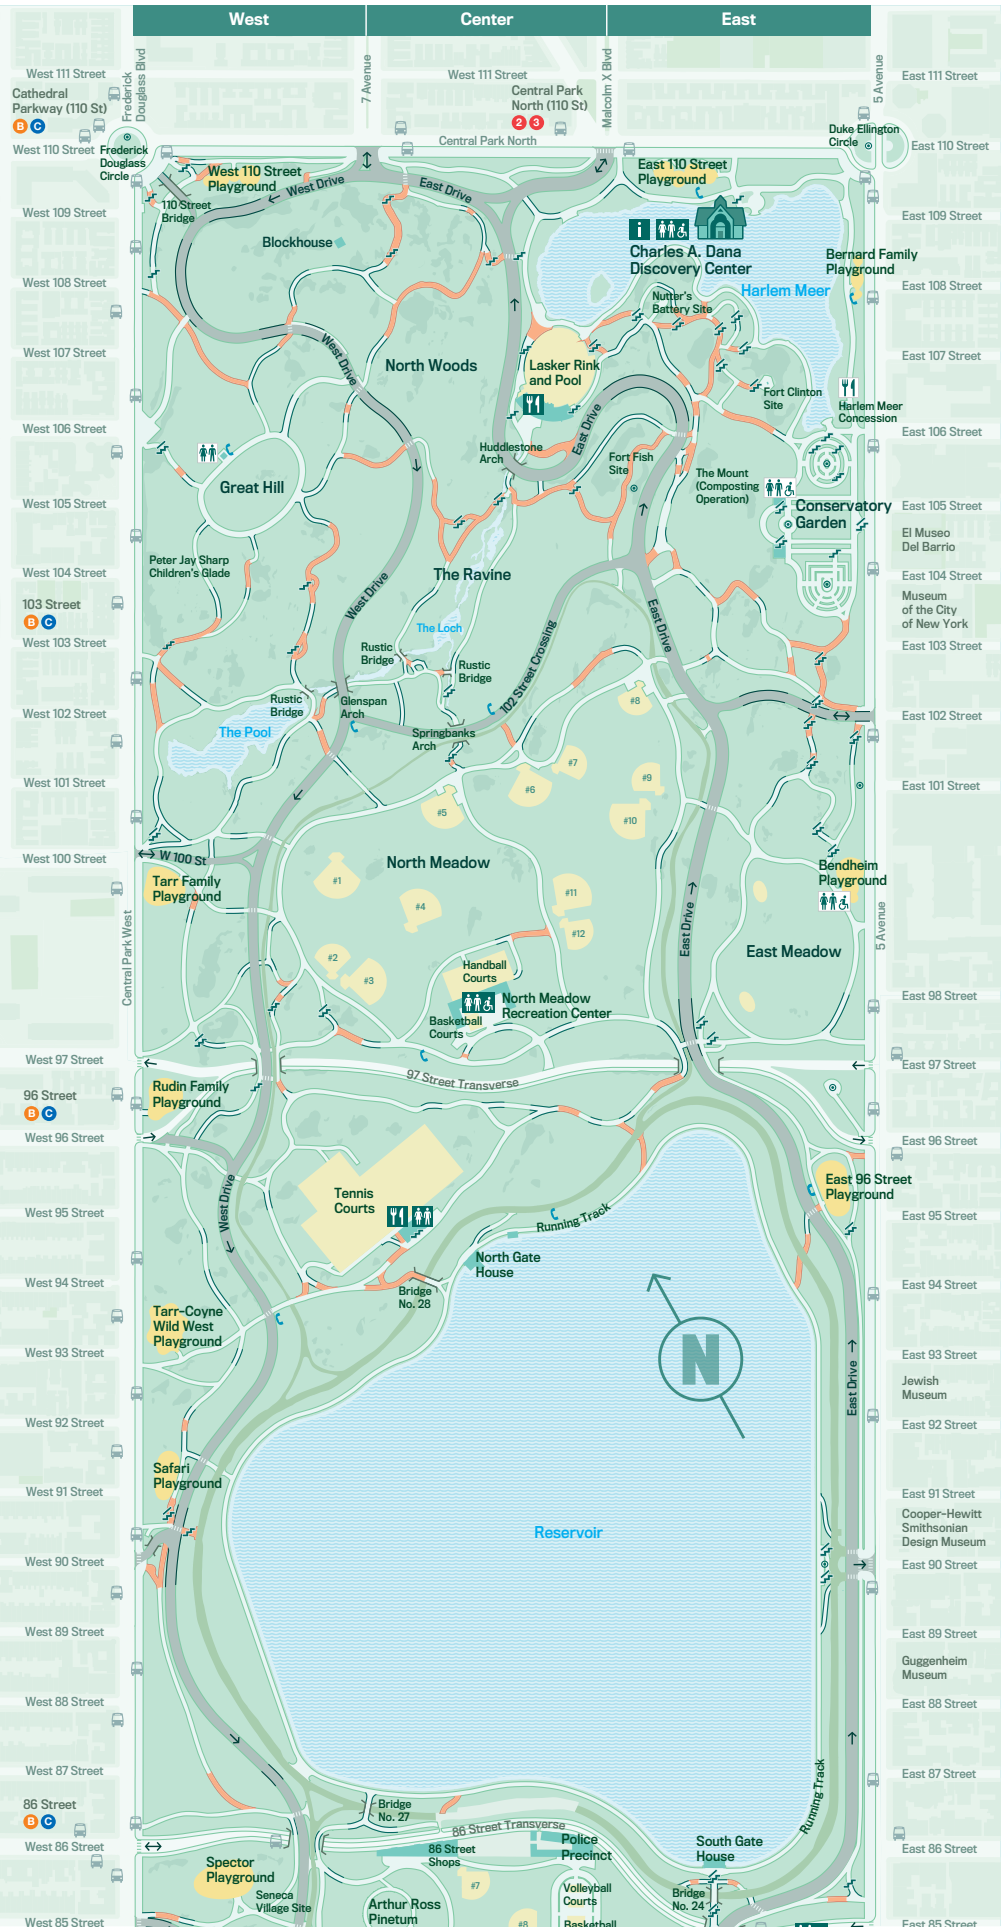 West
Center
East
West 111 Street
Frederick
Douglass Blvd
7 Avenue
West 111 Street
Malcolm X Blvd
5 Avenue
East 111 Street
Cathedral
Parkway (110 St)
B C
Central Park
North (110 St)
2 3
Central Park North
Duke Ellington
Circle
West 110 Street
Frederick
Douglass
Circle
East 110 Street
West 110 Street
Playground
West Drive
East Drive
East 110 Street
Playground
110 Street
Bridge
West 109 Street
East 109 Street
Blockhouse
i
Charles A. Dana
Discovery Center
Bernard Family
Playground
West 108 Street
Harlem Meer
East 108 Street
Nutter's
Battery Site
West 107 Street
West Drive
North Woods
Lasker Rink
and Pool
East 107 Street
Fort Clinton
Site
Harlem Meer
Concession
West 106 Street
East Drive
East 106 Street
Huddlestone
Arch
Fort Fish
Site
The Mount
(Composting
Operation)
Great Hill
West 105 Street
Conservatory
Garden
East 105 Street
El Museo
Del Barrio
Peter Jay Sharp
Children's Glade
West 104 Street
The Ravine
East 104 Street
103 Street
B C
West Drive
Museum
of the City
of New York
The Loch
East Drive
West 103 Street
East 103 Street
Rustic
Bridge
Rustic
Bridge
102 Street Crossing
Rustic
Bridge
Glenspan
Arch
#8
West 102 Street
East 102 Street
The Pool
Springbanks
Arch
#7
#9
West 101 Street
#6
East 101 Street
#5
#10
West 100 Street
W 100 St
North Meadow
Bendheim
Playground
Tarr Family
Playground
#1
#11
#4
#12
Central Park West
East Drive
5 Avenue
East Meadow
#2
#3
Handball
Courts
North Meadow
Recreation Center
East 98 Street
Basketball
Courts
West 97 Street
97 Street Transverse
East 97 Street
96 Street
B C
Rudin Family
Playground
West 96 Street
East 96 Street
Tennis
Courts
East 96 Street
Playground
West Drive
West 95 Street
Running Track
East 95 Street
North Gate
House
West 94 Street
Bridge
No. 28
East 94 Street
Tarr-Coyne
Wild West
Playground
N
West 93 Street
East 93 Street
East Drive
Jewish
Museum
West 92 Street
East 92 Street
Safari
Playground
West 91 Street
East 91 Street
Cooper-Hewitt
Smithsonian
Design Museum
Reservoir
West 90 Street
East 90 Street
West 89 Street
East 89 Street
Guggenheim
Museum
West 88 Street
East 88 Street
West 87 Street
East 87 Street
Running Track
86 Street
B C
Bridge
No. 27
86 Street Transverse
West 86 Street
86 Street
Shops
Police
Precinct
South Gate
House
East 86 Street
Spector
Playground
#7
Seneca
Village Site
Arthur Ross
Pinetum
Volleyball
Courts
Bridge
No. 24
West 85 Street
#8
Basketball
East 85 Street